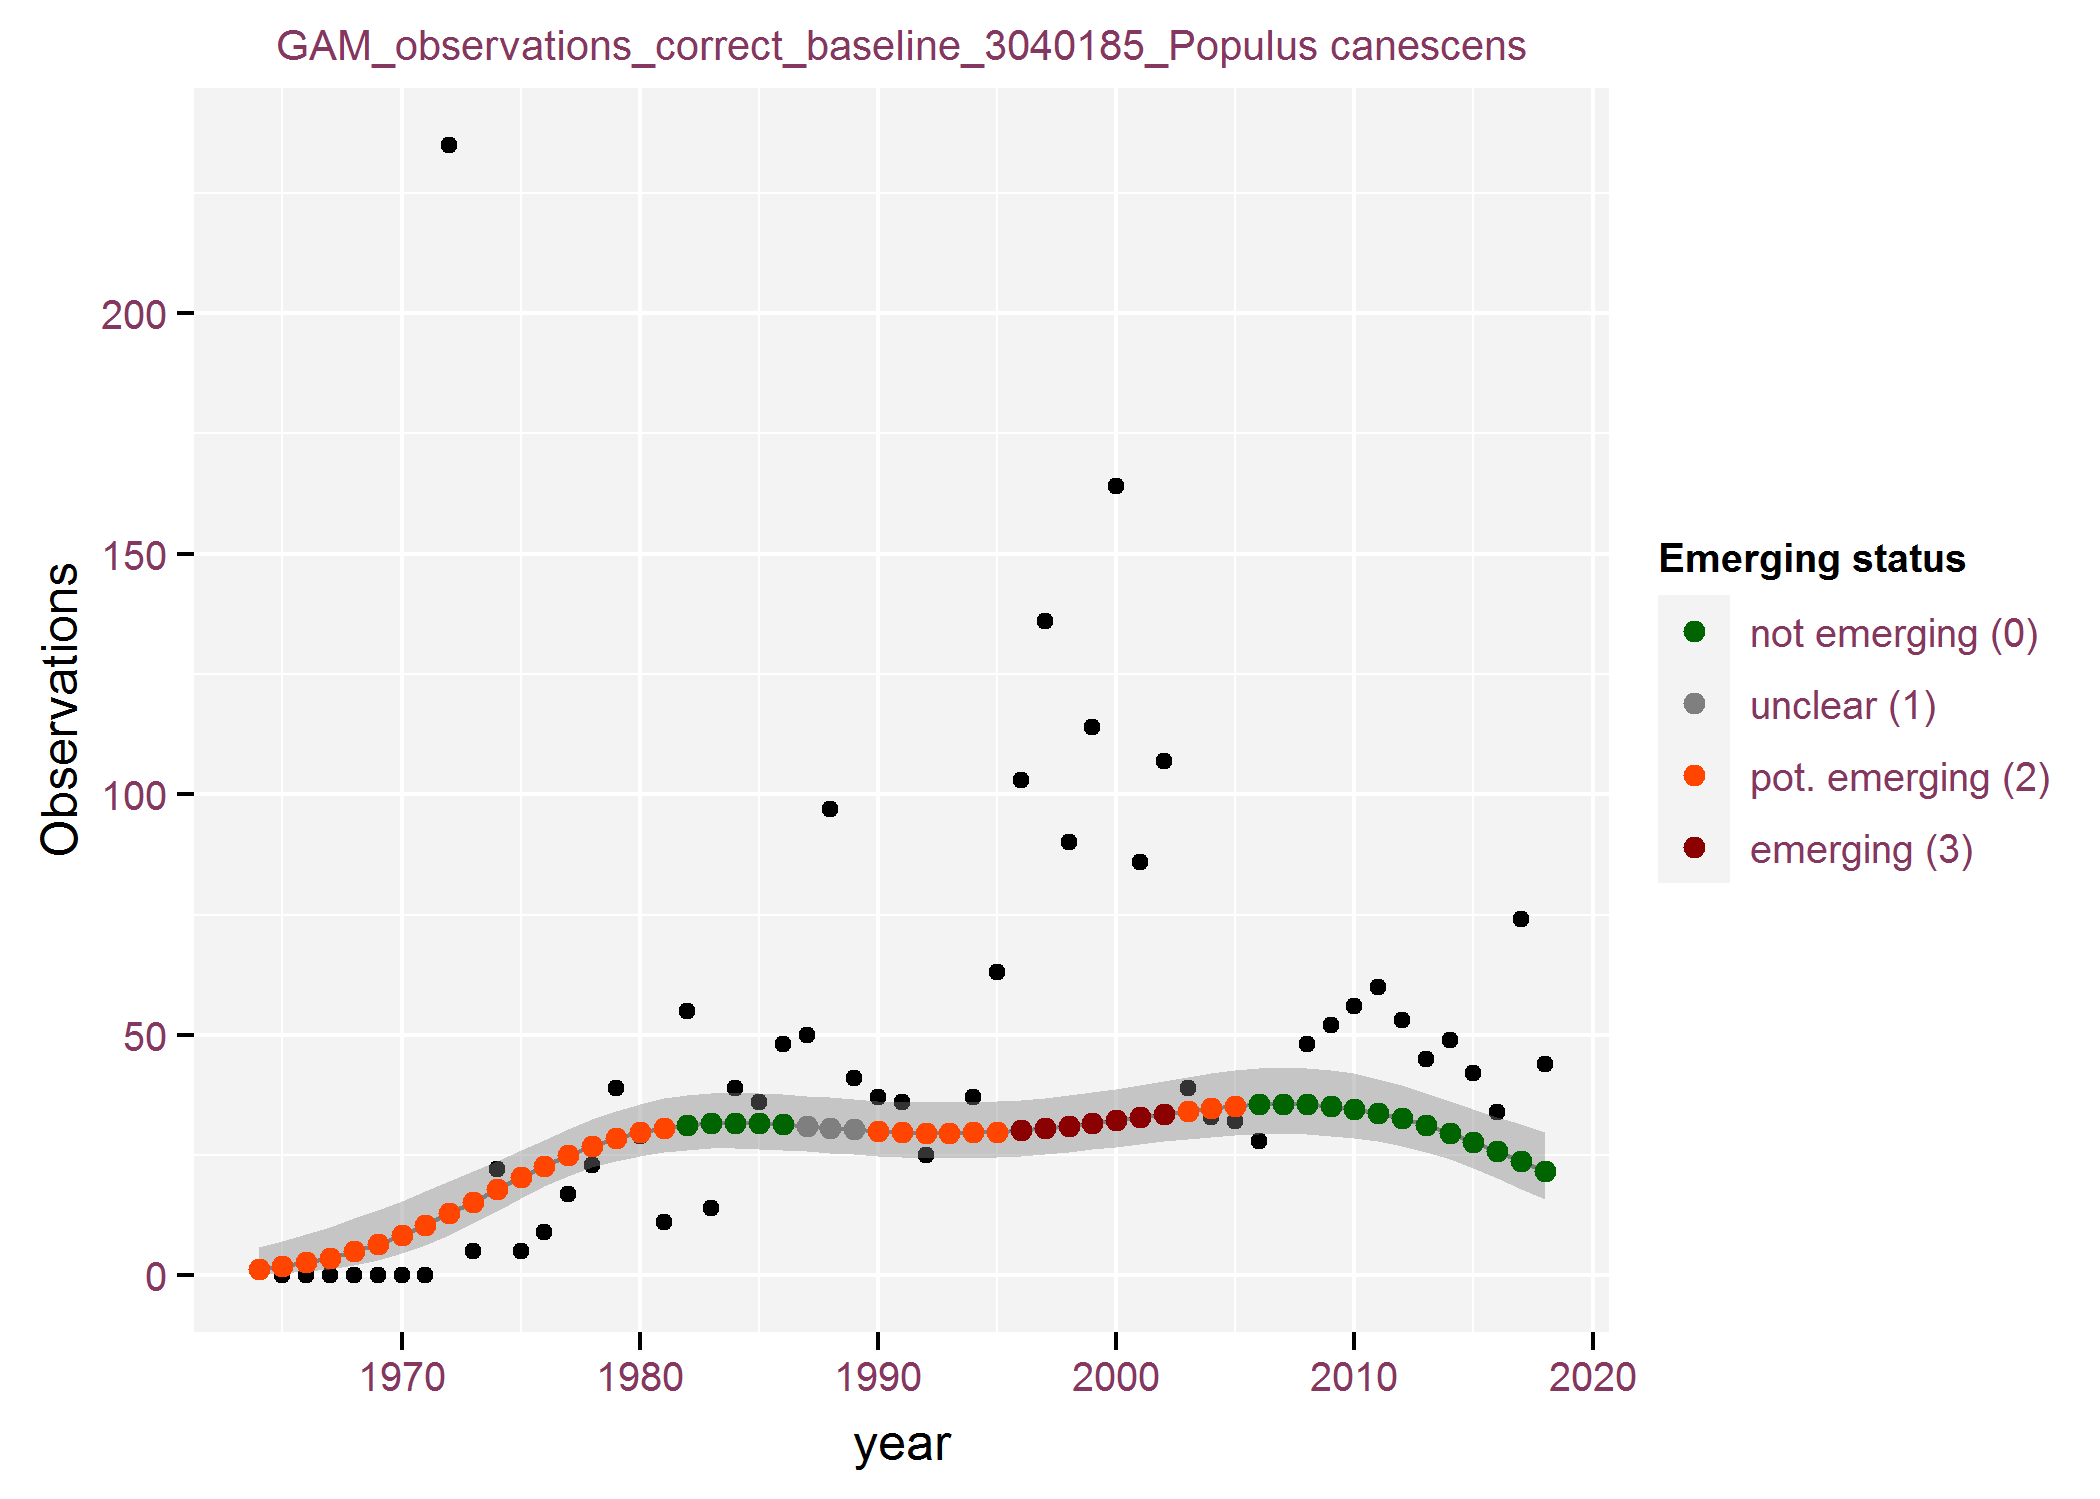 GAM_observations_correct_baseline_3040185_Populus canescens
Observations
200
150
100
50
0
1970
1980
1990
2000
2010
2020
year
Emerging status
not emerging (0)
unclear (1)
pot. emerging (2)
emerging (3)